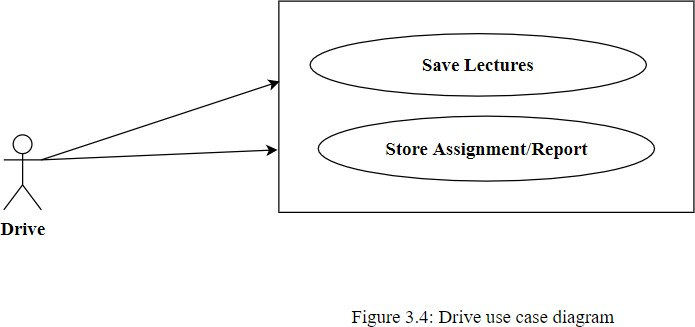 Save Lectures
Store Assignment/Report
Drive
Figure 3.4: Drive use case diagram